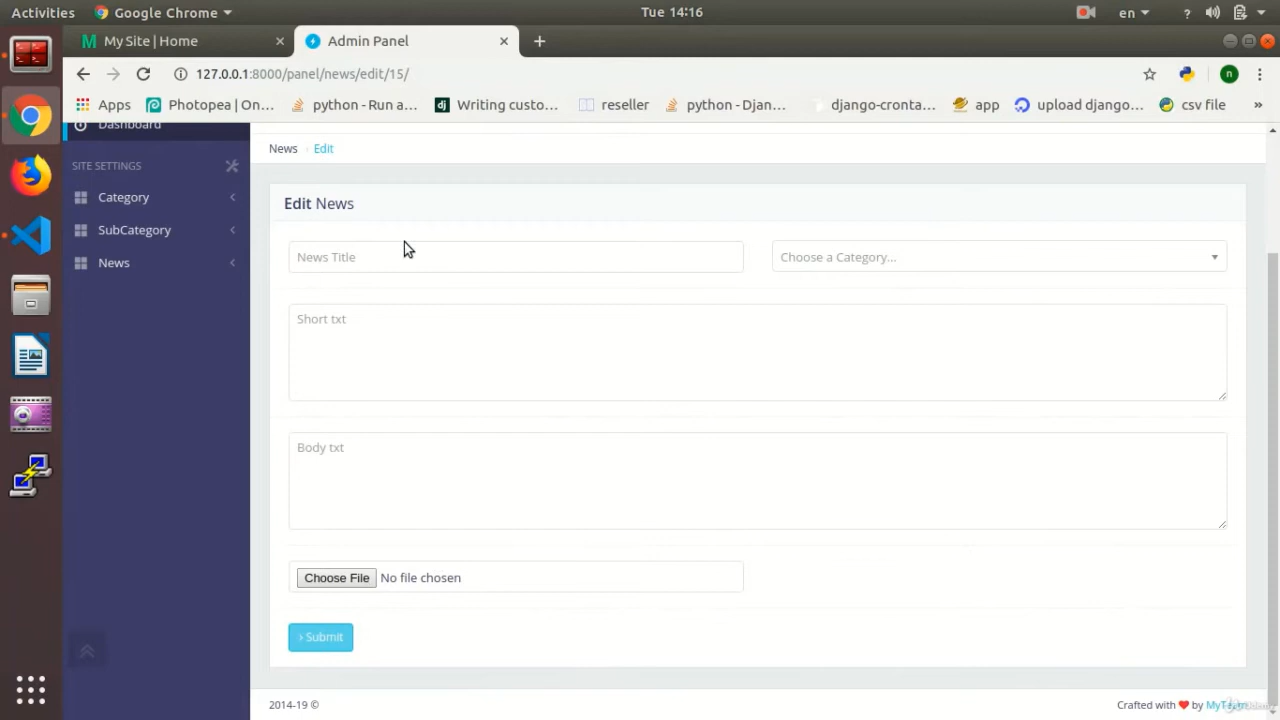 Activities Google Chrome Tue 14:16 en ?
M My Site | Home Admin Panel
127.0.0.1:8000/panel/news/edit/15/ n
Apps Photopea | On... python - Run a... dj Writing custo... reseller python - Djan... django-cronta... app upload django... csv file »
Dashboard
News Edit
SITE SETTINGS
Category
SubCategory
News
Edit News
News Title Choose a Category...
Short txt
Body txt
Choose File No file chosen
› Submit
2014-19 © Crafted with ❤ by MyTeam